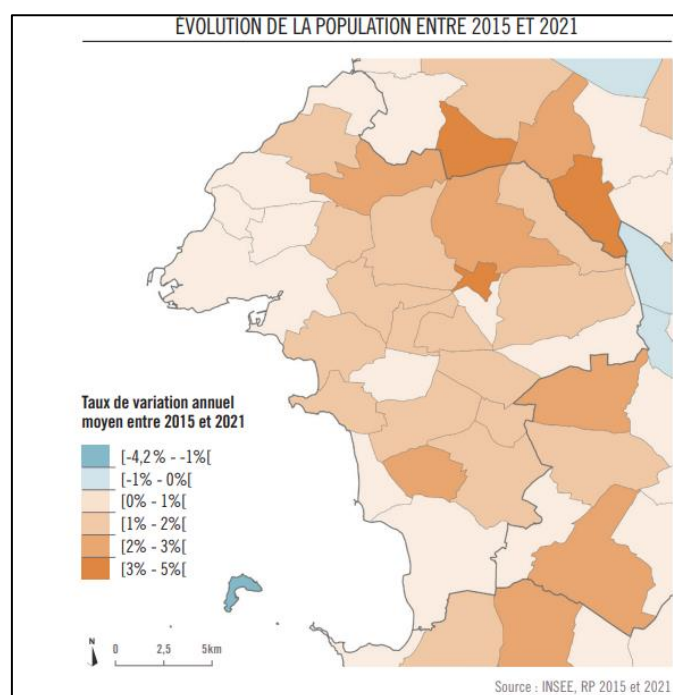 ÉVOLUTION DE LA POPULATION ENTRE 2015 ET 2021
Taux de variation annuel
moyen entre 2015 et 2021
[-4,2% - -1%[
[-1% - 0%[
[0% - 1%[
[1% - 2%[
[2% - 3%[
[3% - 5%[
N
0 2,5 5km
Source : INSEE, RP 2015 et 2021